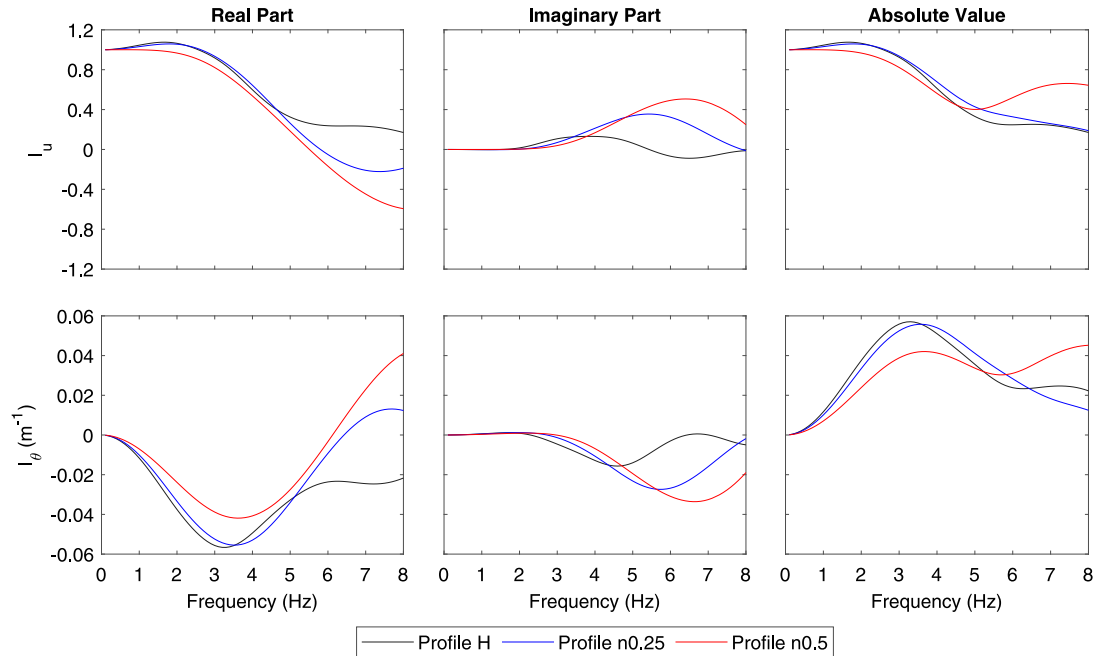 Real Part Imaginary Part Absolute Value
1.2
0.8
0.4
0
-0.4
-0.8
-1.2
I_u
0.06
0.04
0.02
0
-0.02
-0.04
-0.06
I_θ (m⁻¹)
0 1 2 3 4 5 6 7 8 0 1 2 3 4 5 6 7 8 0 1 2 3 4 5 6 7 8
Frequency (Hz) Frequency (Hz) Frequency (Hz)
Profile H Profile n0.25 Profile n0.5